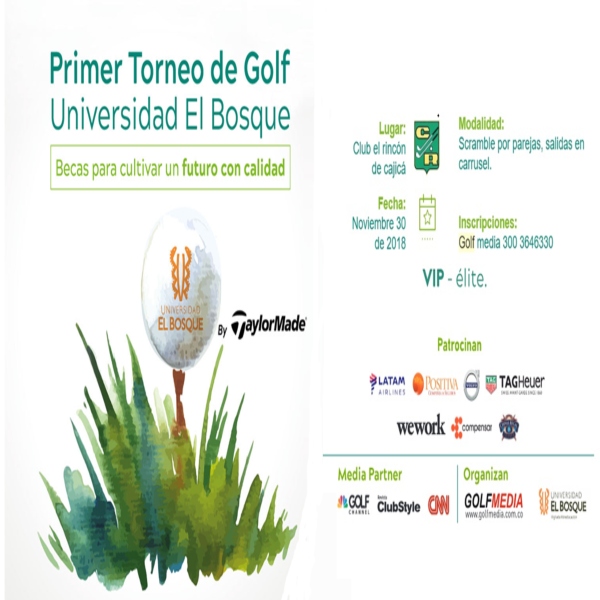 Primer Torneo de Golf
Universidad El Bosque
Becas para cultivar un futuro con calidad
UNIVERSIDAD
EL BOSQUE
By TaylorMade
Lugar:
Club el rincón
de cajicá
C
R
Modalidad:
Scramble por parejas, salidas en
carrusel.
Fecha:
Noviembre 30
de 2018
Inscripciones:
Golf media 300 3646330
VIP - élite.
Patrocinan
LATAM
AIRLINES
POSITIVA
VOLVO
TAG
TAGHeuer
wework
compensar
Media Partner
GOLF
CHANNEL
Revista
ClubStyle
CNN
Organizan
GOLFMEDIA
www.golfmedia.com.co
UNIVERSIDAD
EL BOSQUE